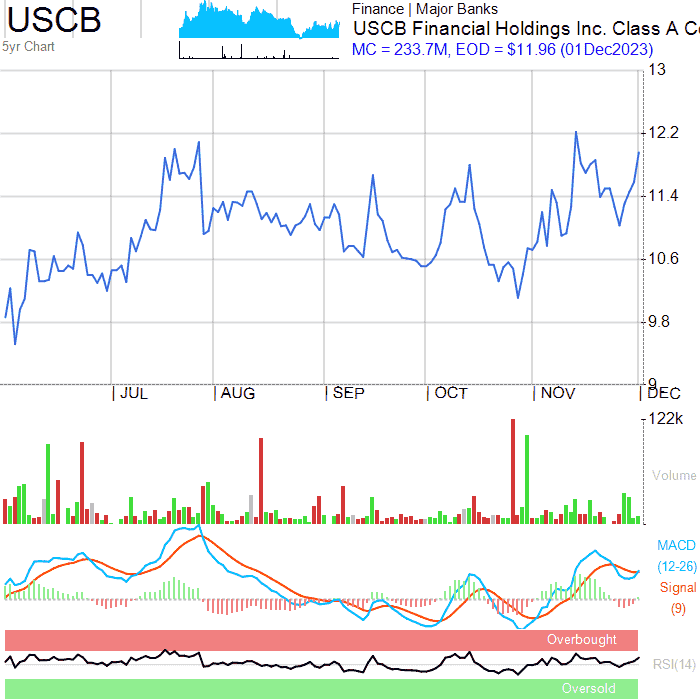 USCB
5yr Chart
Finance | Major Banks
USCB Financial Holdings Inc. Class A Co
MC = 233.7M, EOD = $11.96 (01Dec2023)
13
12.2
11.4
10.6
9.8
9
| JUL | AUG | SEP | OCT | NOV | DEC
122k
Volume
MACD
(12-26)
Signal
(9)
Overbought
RSI(14)
Oversold